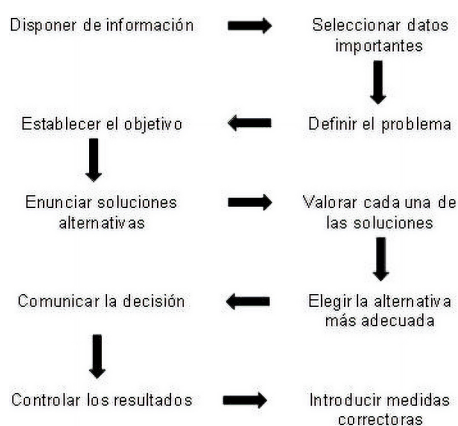 Disponer de información
Seleccionar datos
importantes
Definir el problema
Establecer el objetivo
Enunciar soluciones
alternativas
Valorar cada una de
las soluciones
Elegir la alternativa
más adecuada
Comunicar la decisión
Controlar los resultados
Introducir medidas
correctoras